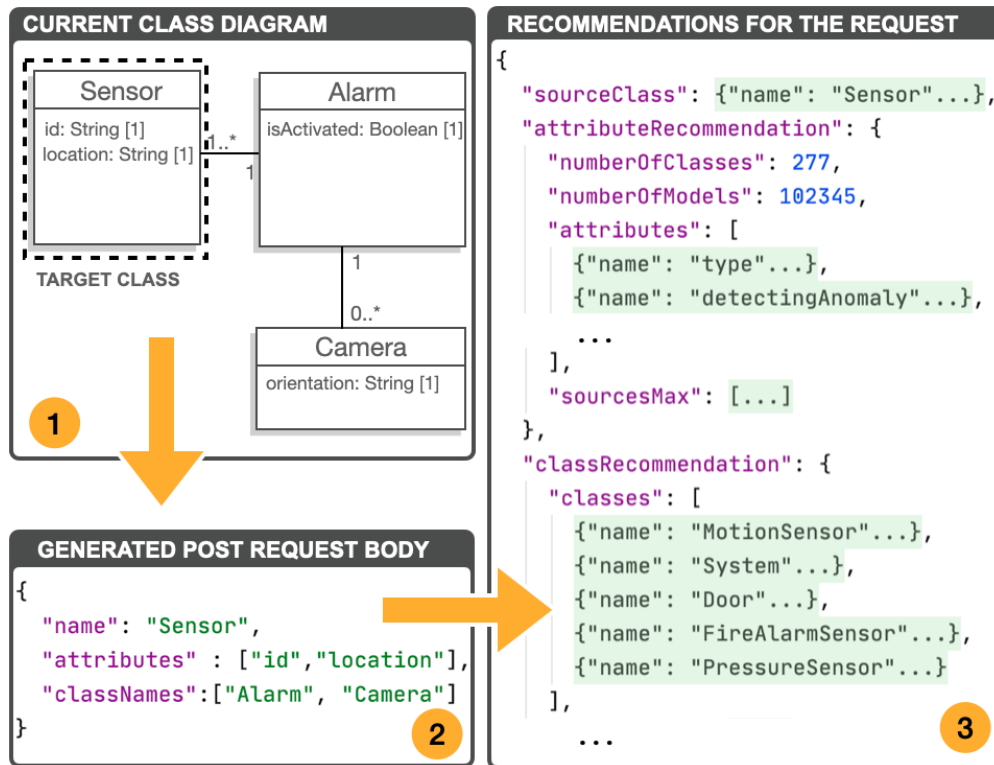 CURRENT CLASS DIAGRAM
Sensor
id: String [1]
location: String [1]
TARGET CLASS
1..*
1
Alarm
isActivated: Boolean [1]
1
0..*
Camera
orientation: String [1]
1
GENERATED POST REQUEST BODY
{
"name": "Sensor",
"attributes" : ["id","location"],
"classNames":["Alarm", "Camera"]
}
2
RECOMMENDATIONS FOR THE REQUEST
{
"sourceClass": {"name": "Sensor"...},
"attributeRecommendation": {
"numberOfClasses": 277,
"numberOfModels": 102345,
"attributes": [
{"name": "type"...},
{"name": "detectingAnomaly"...},
...
],
"sourcesMax": [...]
},
"classRecommendation": {
"classes": [
{"name": "MotionSensor"...},
{"name": "System"...},
{"name": "Door"...},
{"name": "FireAlarmSensor"...},
{"name": "PressureSensor"...}
],
...
3